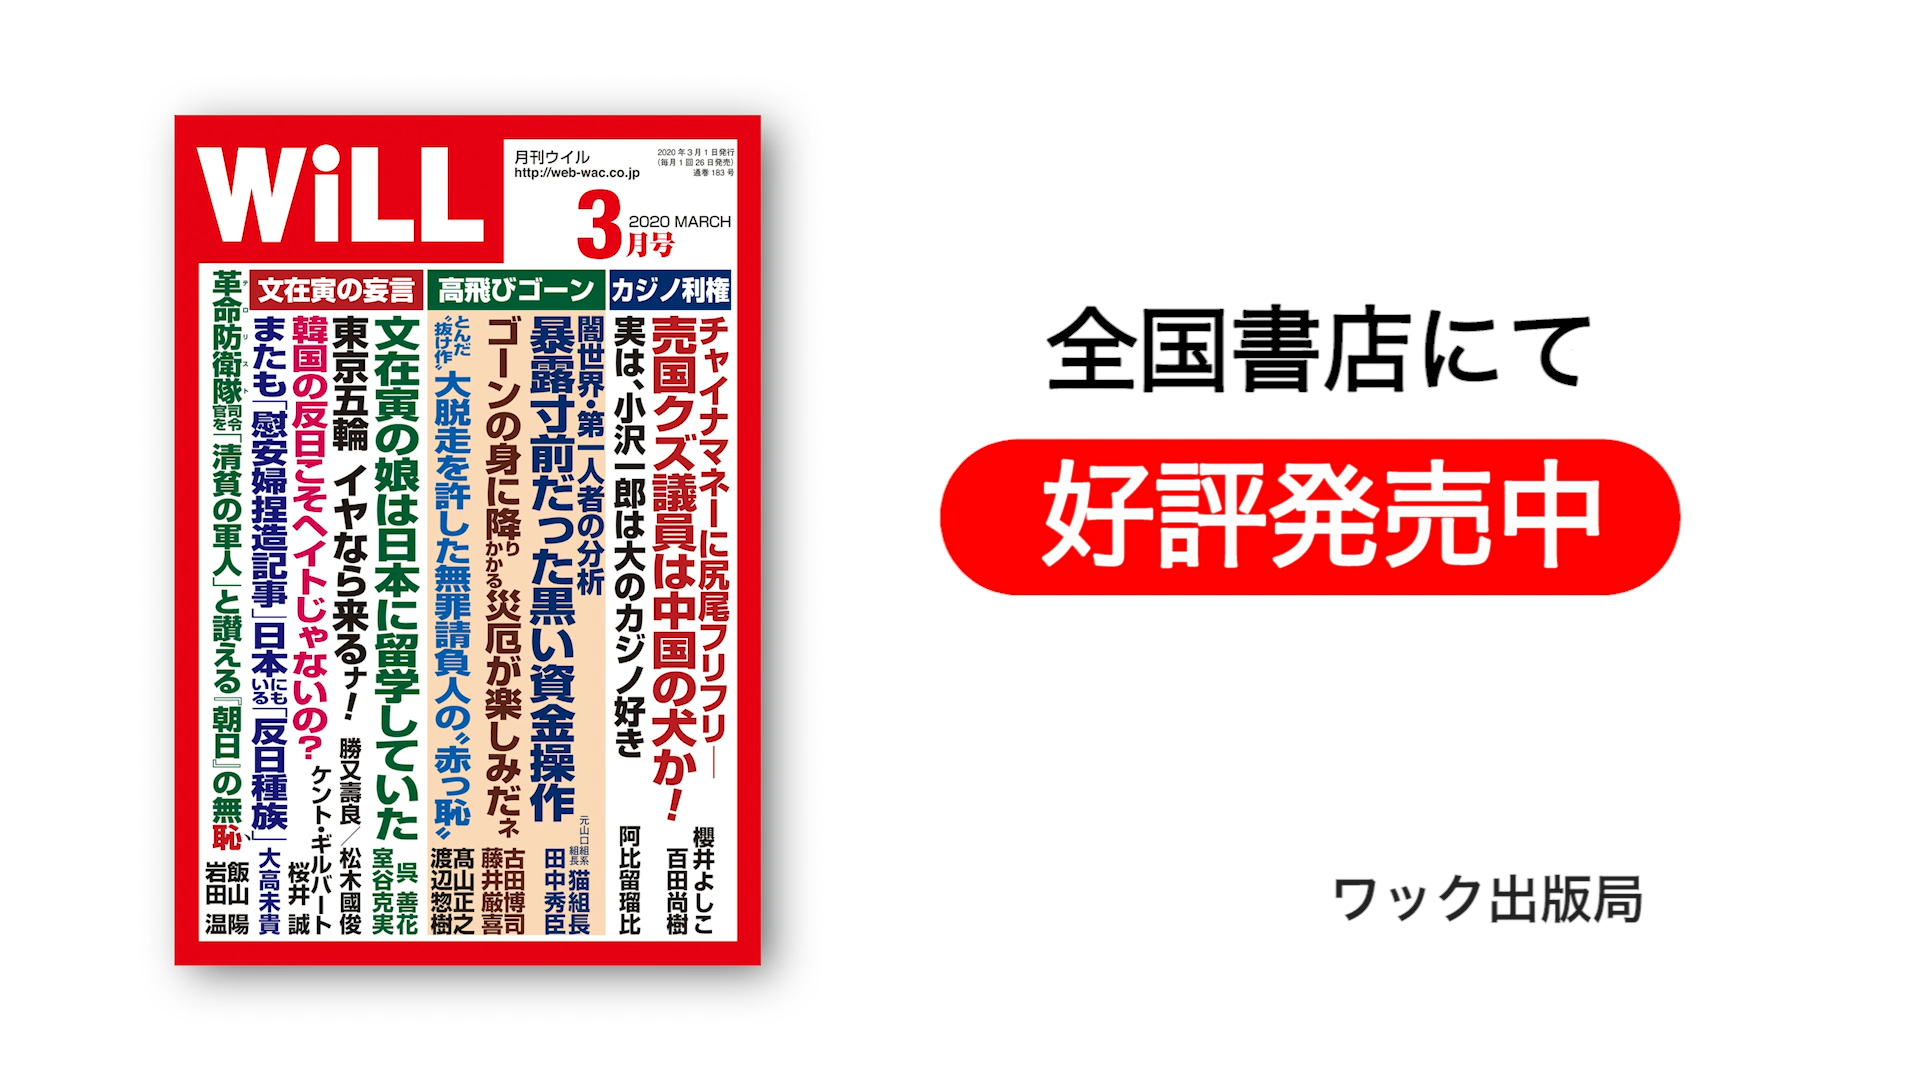 WiLL
月刊ウイル
http://web-wac.co.jp
2020年3月1日発行
(毎月1回26日発売)
通巻183号
3月号
2020 MARCH
カジノ利権
チャイナマネーに尻尾フリフリ―
売国クズ議員は中国の犬か!
櫻井よしこ
百田尚樹
実は、小沢一郎は大のカジノ好き
阿比留瑠比
高飛びゴーン
闇世界・第一人者の分析
暴露寸前だった黒い資金操作
元山口組系組長
猫組長
田中秀臣
ゴーンの身に降りかかる災厄が楽しみだネ
古田博司
藤井厳喜
とんだ〝抜け作〟大脱走を許した無罪請負人の〝赤っ恥〟
髙山正之
渡辺惣樹
文在寅の妄言
文在寅の娘は日本に留学していた
呉善花
室谷克実
東京五輪 イヤなら来るナ!
勝又壽良/松木國俊
韓国の反日こそヘイトじゃないの?
ケント・ギルバート
桜井誠
またも「慰安婦捏造記事」日本にもいる「反日種族」
大高未貴
テロリスト
革命防衛隊司令官を「清貧の軍人」と讃える『朝日』の無恥
飯山陽
岩田温
全国書店にて
好評発売中
ワック出版局